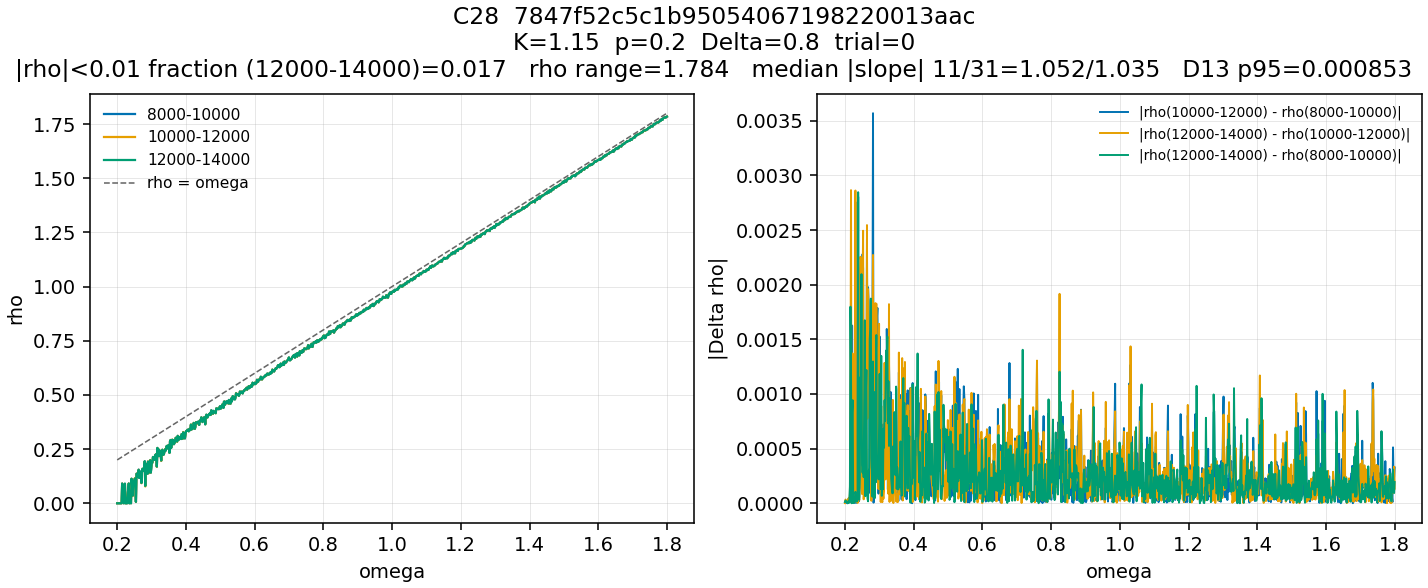 C28  7847f52c5c1b95054067198220013aac
K=1.15  p=0.2  Delta=0.8  trial=0
|rho|<0.01 fraction (12000-14000)=0.017   rho range=1.784   median |slope| 11/31=1.052/1.035   D13 p95=0.000853
8000-10000
10000-12000
12000-14000
rho = omega
1.75
1.50
1.25
1.00
0.75
0.50
0.25
0.00
rho
0.2 0.4 0.6 0.8 1.0 1.2 1.4 1.6 1.8
omega
|rho(10000-12000) - rho(8000-10000)|
|rho(12000-14000) - rho(10000-12000)|
|rho(12000-14000) - rho(8000-10000)|
0.0035
0.0030
0.0025
0.0020
0.0015
0.0010
0.0005
0.0000
|Delta rho|
0.2 0.4 0.6 0.8 1.0 1.2 1.4 1.6 1.8
omega